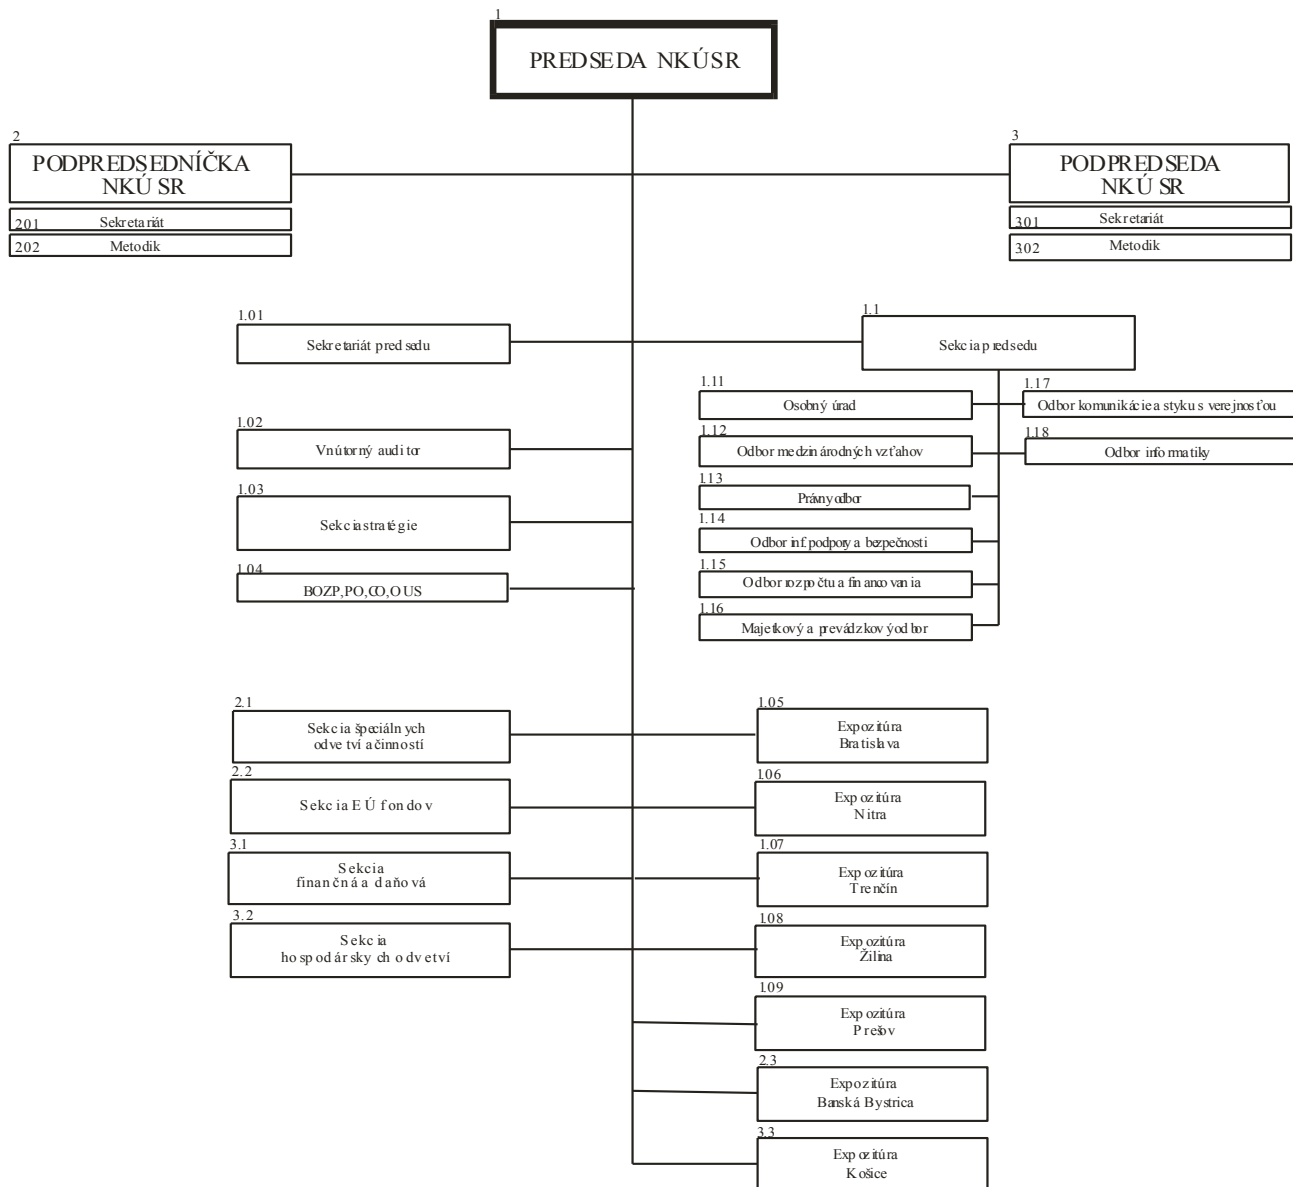 1
PREDSEDA NKÚ SR
2
PODPREDSEDNÍČKA
NKÚ SR
201 Sekretariát
202 Metodik
3
PODPREDSEDA
NKÚ SR
301 Sekretariát
302 Metodik
1.01
Sekretariát predsedu
1.1
Sekcia predsedu
1.11
Osobný úrad
1.17
Odbor komunikácie a styku s verejnosťou
1.02
Vnútorný auditor
1.12
Odbor medzinárodných vzťahov
1.18
Odbor informatiky
1.03
Sekcia stratégie
1.13
Právny odbor
1.14
Odbor inf. podpory a bezpečnosti
1.04
BOZP, PO, CO, OUS
1.15
Odbor rozpočtu a financovania
1.16
Majetkový a prevádzkový odbor
2.1
Sekcia špeciálnych
odvetví a činností
1.05
Expozitúra
Bratislava
2.2
Sekcia EÚ fondov
1.06
Expozitúra
Nitra
3.1
Sekcia
finančná a daňová
1.07
Expozitúra
Trenčín
3.2
Sekcia
hospodárskych odvetví
1.08
Expozitúra
Žilina
1.09
Expozitúra
Prešov
2.3
Expozitúra
Banská Bystrica
3.3
Expozitúra
Košice